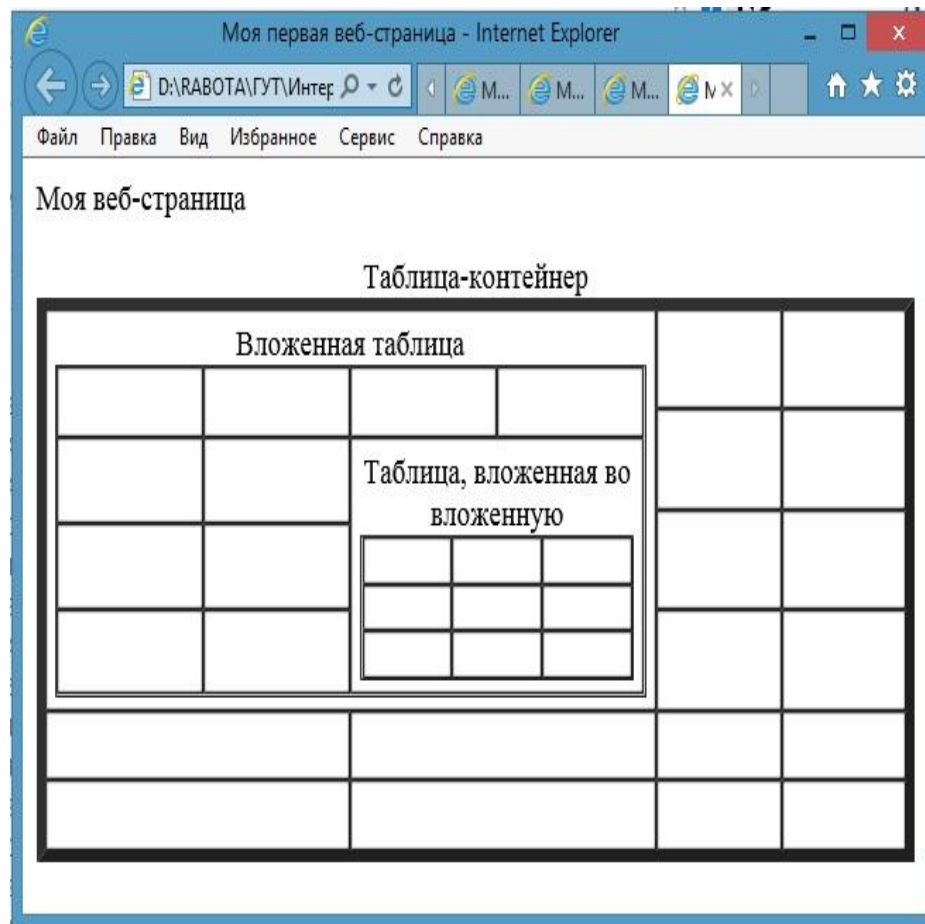 Моя первая веб-страница - Internet Explorer
D:\RABOTA\ГУТ\Интер
М... М... М... М
Файл Правка Вид Избранное Сервис Справка
Моя веб-страница
Таблица-контейнер
Вложенная таблица
Таблица, вложенная во
вложенную